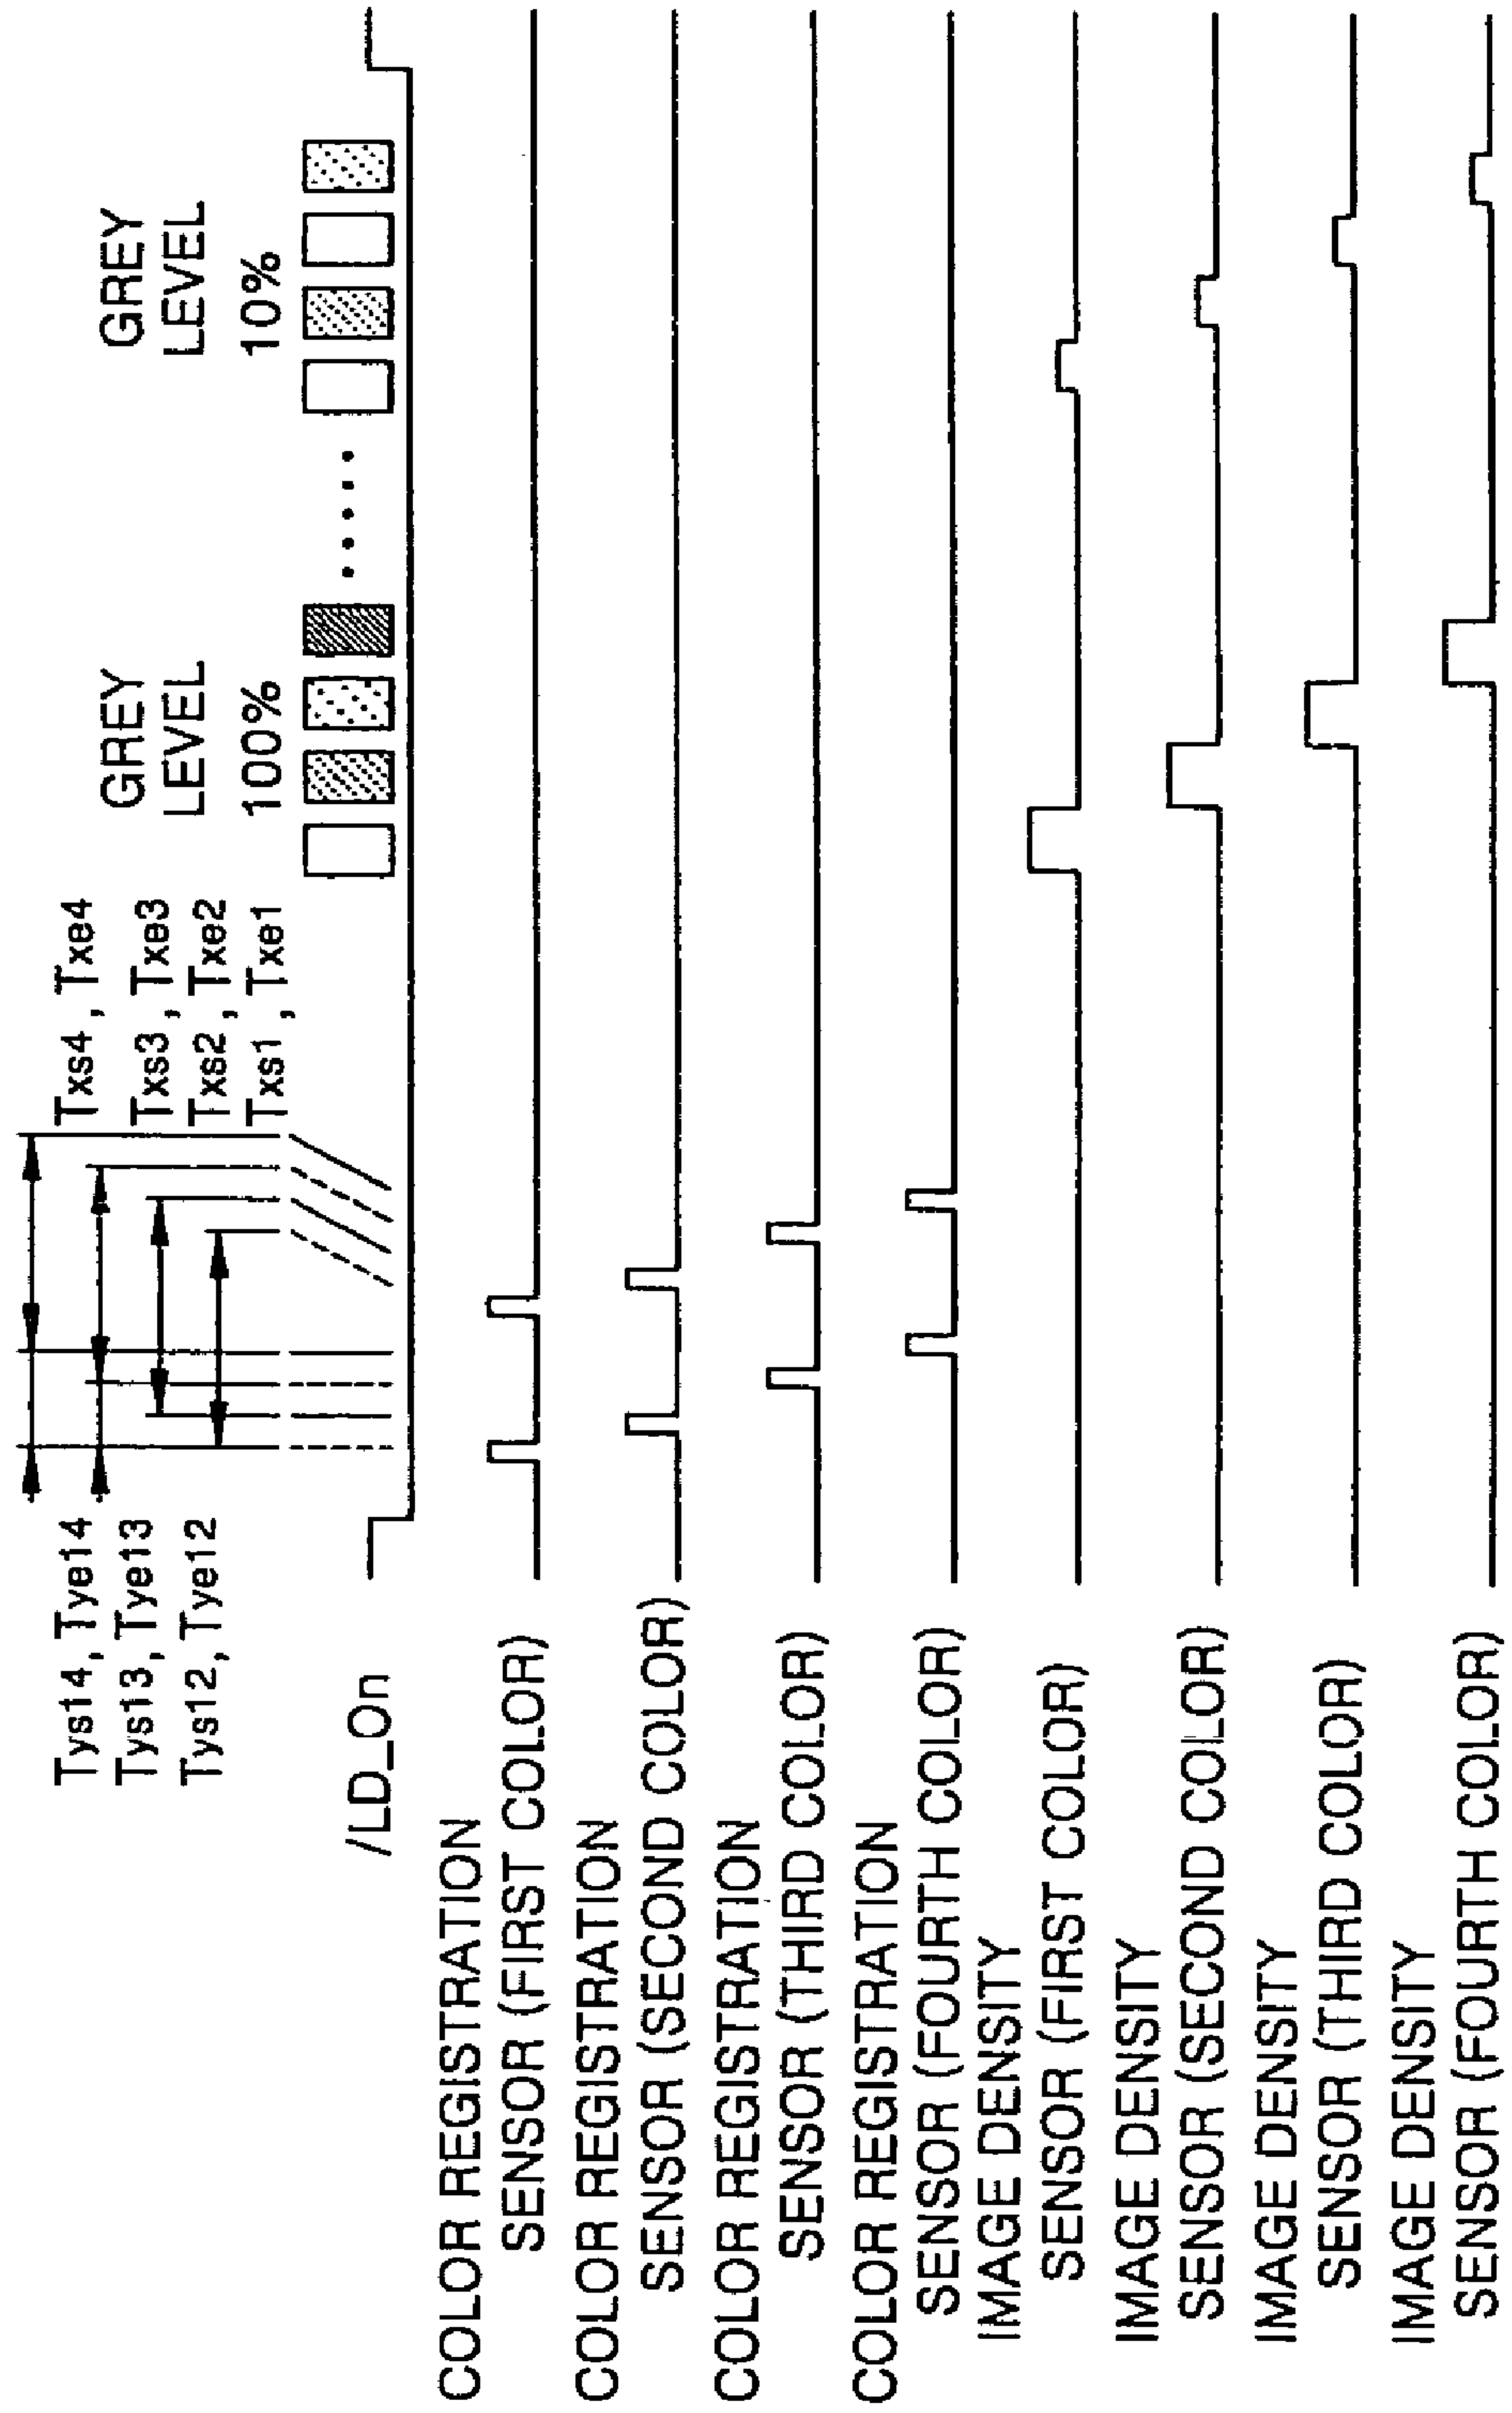 Tys14, Tye14
Tys13, Tye13
Tys12, Tye12
Txs4, Txe4
Txs3, Txe3
Txs2, Txe2
Txs1, Txe1
GREY
LEVEL
100%
GREY
LEVEL
10%
/LD_On
COLOR REGISTRATION
SENSOR (FIRST COLOR)
COLOR REGISTRATION
SENSOR (SECOND COLOR)
COLOR REGISTRATION
SENSOR (THIRD COLOR)
COLOR REGISTRATION
SENSOR (FOURTH COLOR)
IMAGE DENSITY
SENSOR (FIRST COLOR)
IMAGE DENSITY
SENSOR (SECOND COLOR)
IMAGE DENSITY
SENSOR (THIRD COLOR)
IMAGE DENSITY
SENSOR (FOURTH COLOR)